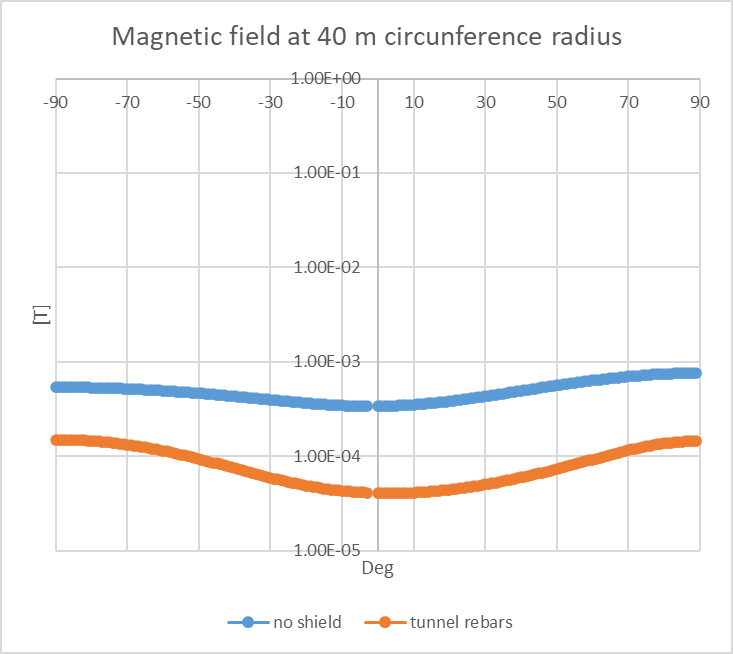 Magnetic field at 40 m circunference radius
1.00E+00
-90 -70 -50 -30 -10 10 30 50 70 90
1.00E-01
1.00E-02
[T]
1.00E-03
1.00E-04
1.00E-05
Deg
no shield tunnel rebars